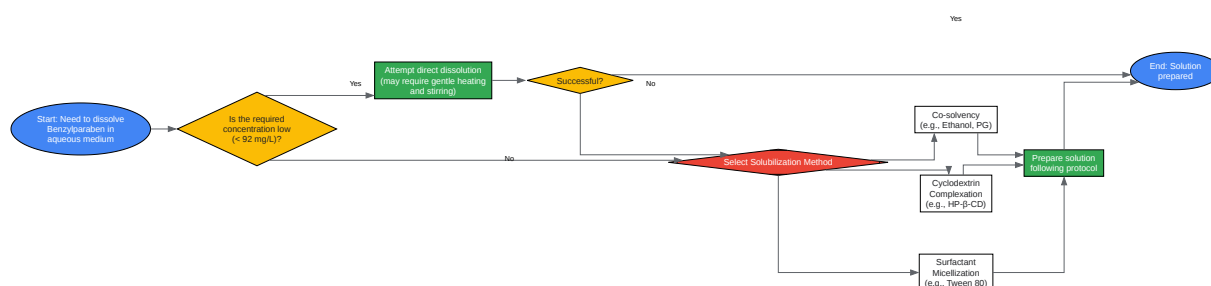 Yes
Start: Need to dissolve
Benzylparaben in
aqueous medium
Is the required
concentration low
(< 92 mg/L)?
Yes
No
Attempt direct dissolution
(may require gentle heating
and stirring)
Successful?
No
Select Solubilization Method
Co-solvency
(e.g., Ethanol, PG)
Cyclodextrin
Complexation
(e.g., HP-β-CD)
Surfactant
Micellization
(e.g., Tween 80)
Prepare solution
following protocol
End: Solution
prepared